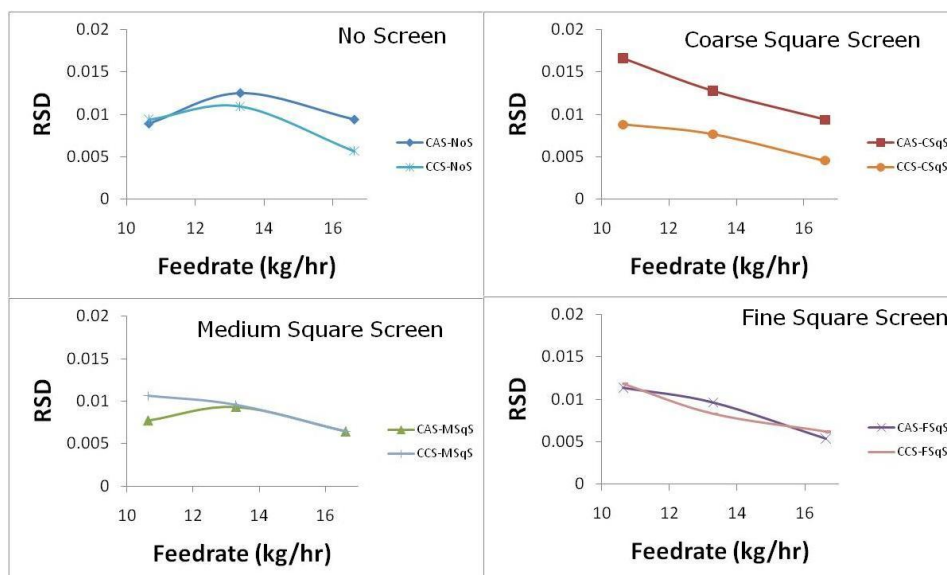 No Screen
0.02
0.015
0.01
0.005
0
RSD
CAS-NoS
CCS-NoS
10 12 14 16
Feedrate (kg/hr)
Coarse Square Screen
0.02
0.015
0.01
0.005
0
RSD
CAS-CSqS
CCS-CSqS
10 12 14 16
Feedrate (kg/hr)
Medium Square Screen
0.02
0.015
0.01
0.005
0
RSD
CAS-MSqS
CCS-MSqS
10 12 14 16
Feedrate (kg/hr)
Fine Square Screen
0.02
0.015
0.01
0.005
0
RSD
CAS-FSqS
CCS-FSqS
10 12 14 16
Feedrate (kg/hr)